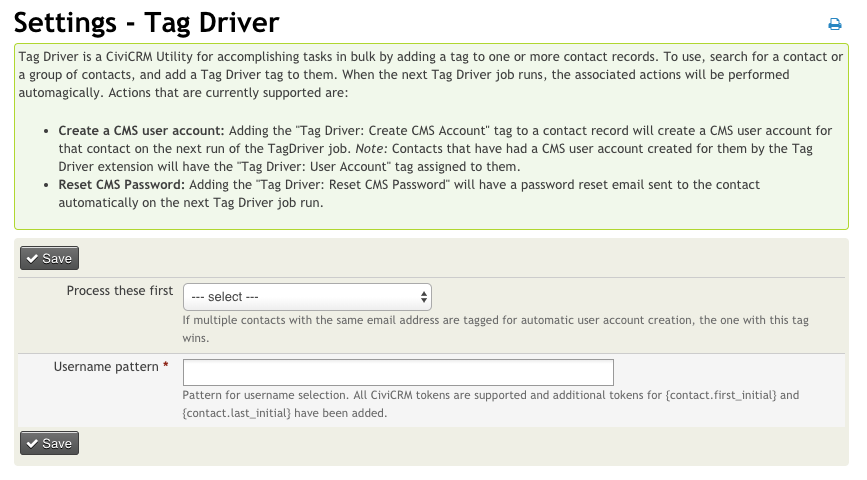 Settings - Tag Driver
Tag Driver is a CiviCRM Utility for accomplishing tasks in bulk by adding a tag to one or more contact records. To use, search for a contact or
a group of contacts, and add a Tag Driver tag to them. When the next Tag Driver job runs, the associated actions will be performed
automagically. Actions that are currently supported are:
• Create a CMS user account: Adding the "Tag Driver: Create CMS Account" tag to a contact record will create a CMS user account for
that contact on the next run of the TagDriver job. Note: Contacts that have had a CMS user account created for them by the Tag
Driver extension will have the "Tag Driver: User Account" tag assigned to them.
• Reset CMS Password: Adding the "Tag Driver: Reset CMS Password" will have a password reset email sent to the contact
automatically on the next Tag Driver job run.
Save
Process these first --- select ---
If multiple contacts with the same email address are tagged for automatic user account creation, the one with this tag
wins.
Username pattern *
Pattern for username selection. All CiviCRM tokens are supported and additional tokens for {contact.first_initial} and
{contact.last_initial} have been added.
Save